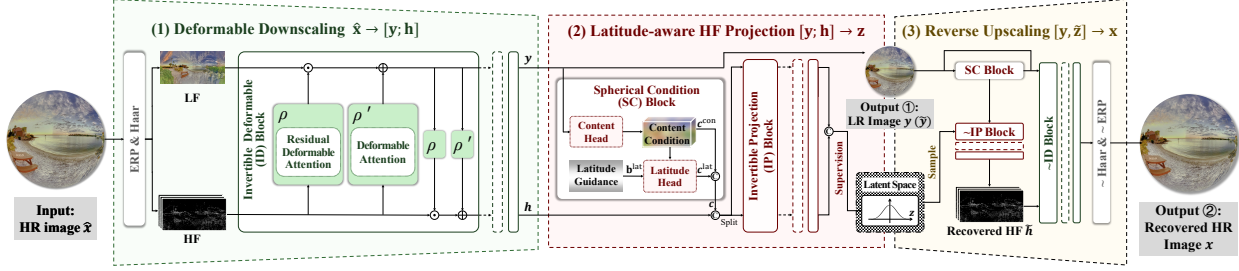 (1) Deformable Downscaling x̂ → [y; h]
(2) Latitude-aware HF Projection [y; h] → z
(3) Reverse Upscaling [y, z̃] → x
Input:
HR image x̂
ERP & Haar
LF
HF
Invertible Deformable
(ID) Block
ρ
Residual
Deformable
Attention
ρ′
Deformable
Attention
ρ
ρ′
y
h
Spherical Condition
(SC) Block
Content
Head
Content
Condition
c^con
Latitude
Guidance
b^lat
Latitude
Head
c^lat
c
Split
Invertible Projection
(IP) Block
Supervision
Output ①:
LR Image y (ỹ)
Latent Space
z
Sample
SC Block
~IP Block
Recovered HF h̃
~ID Block
~ Haar & ~ ERP
Output ②:
Recovered HR
Image x